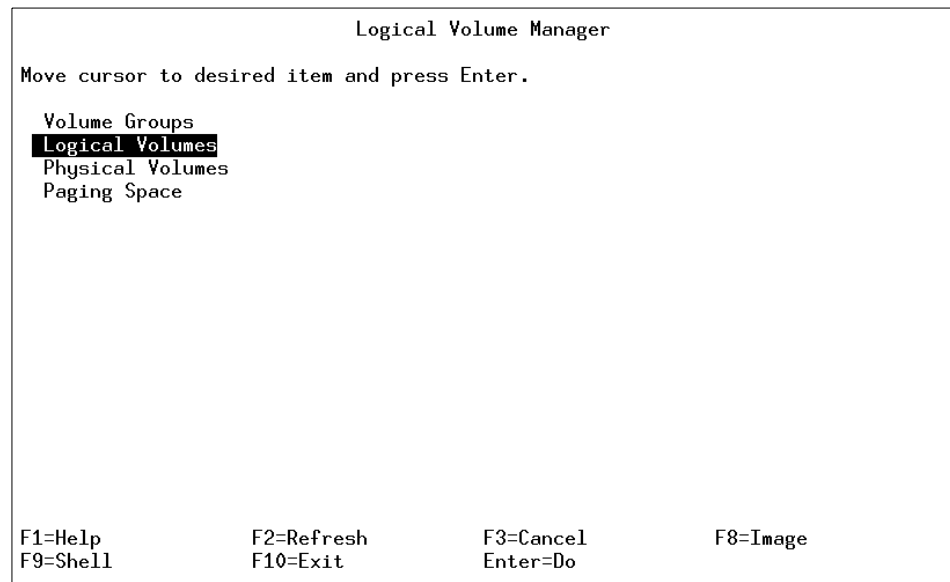 Logical Volume Manager
Move cursor to desired item and press Enter.
Volume Groups
Logical Volumes
Physical Volumes
Paging Space
F1=Help F2=Refresh F3=Cancel F8=Image
F9=Shell F10=Exit Enter=Do